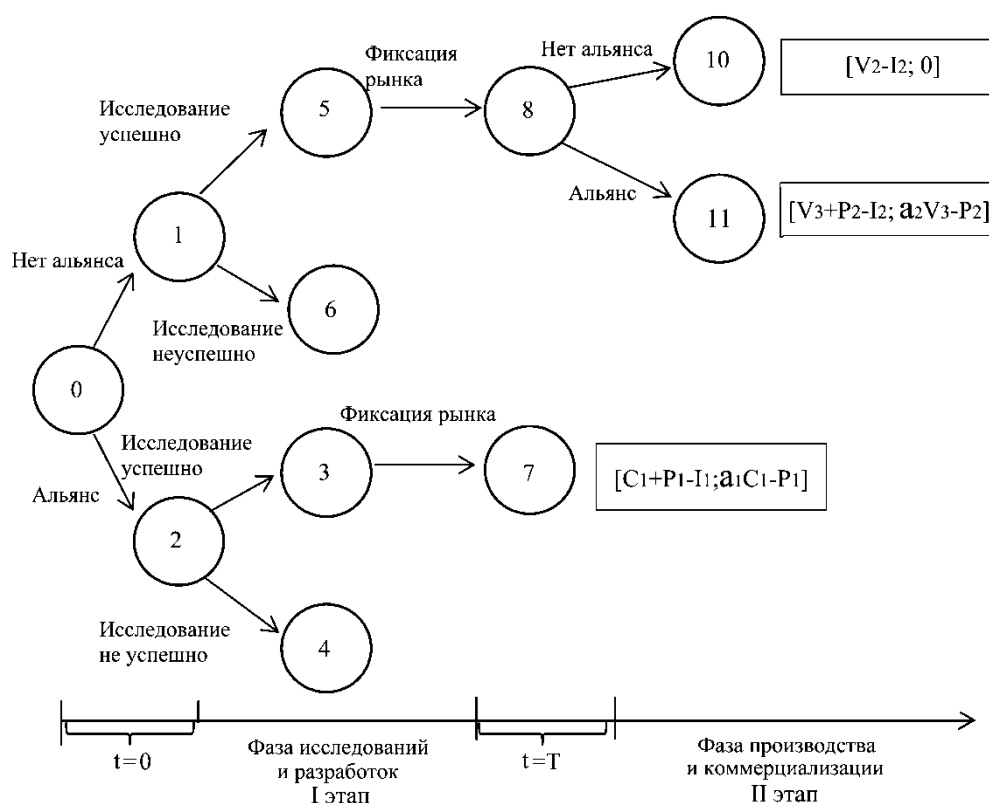 Фиксация
рынка
Нет альянса
10
[V2-I2; 0]
Исследование
успешно
5
8
Альянс
11
[V3+P2-I2; a2V3-P2]
1
Нет альянса
6
Исследование
неуспешно
0
Фиксация рынка
Исследование
успешно
3
7
[C1+P1-I1;a1C1-P1]
Альянс
2
Исследование
не успешно
4
t=0
Фаза исследований
и разработок
I этап
t=T
Фаза производства
и коммерциализации
II этап